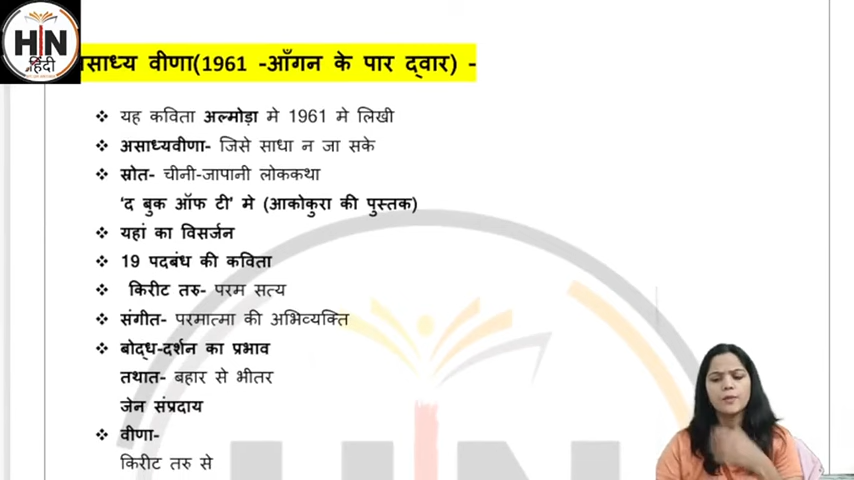 HIN
हिंदी
साध्य वीणा(1961 -आँगन के पार द्वार) -
❖ यह कविता अल्मोड़ा मे 1961 मे लिखी
❖ असाध्यवीणा- जिसे साधा न जा सके
❖ स्रोत- चीनी-जापानी लोककथा
‘द बुक ऑफ टी’ मे (आकोकुरा की पुस्तक)
❖ यहां का विसर्जन
❖ 19 पदबंध की कविता
❖ किरीट तरु- परम सत्य
❖ संगीत- परमात्मा की अभिव्यक्ति
❖ बोद्ध-दर्शन का प्रभाव
तथात- बहार से भीतर
जेन संप्रदाय
❖ वीणा-
किरीट तरु से
HIN